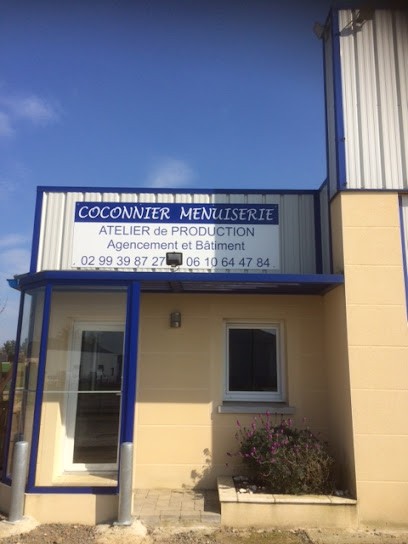 COCONNIER MENUISERIE
ATELIER de PRODUCTION
Agencement et Bâtiment
02 99 39 87 27 06 10 64 47 84